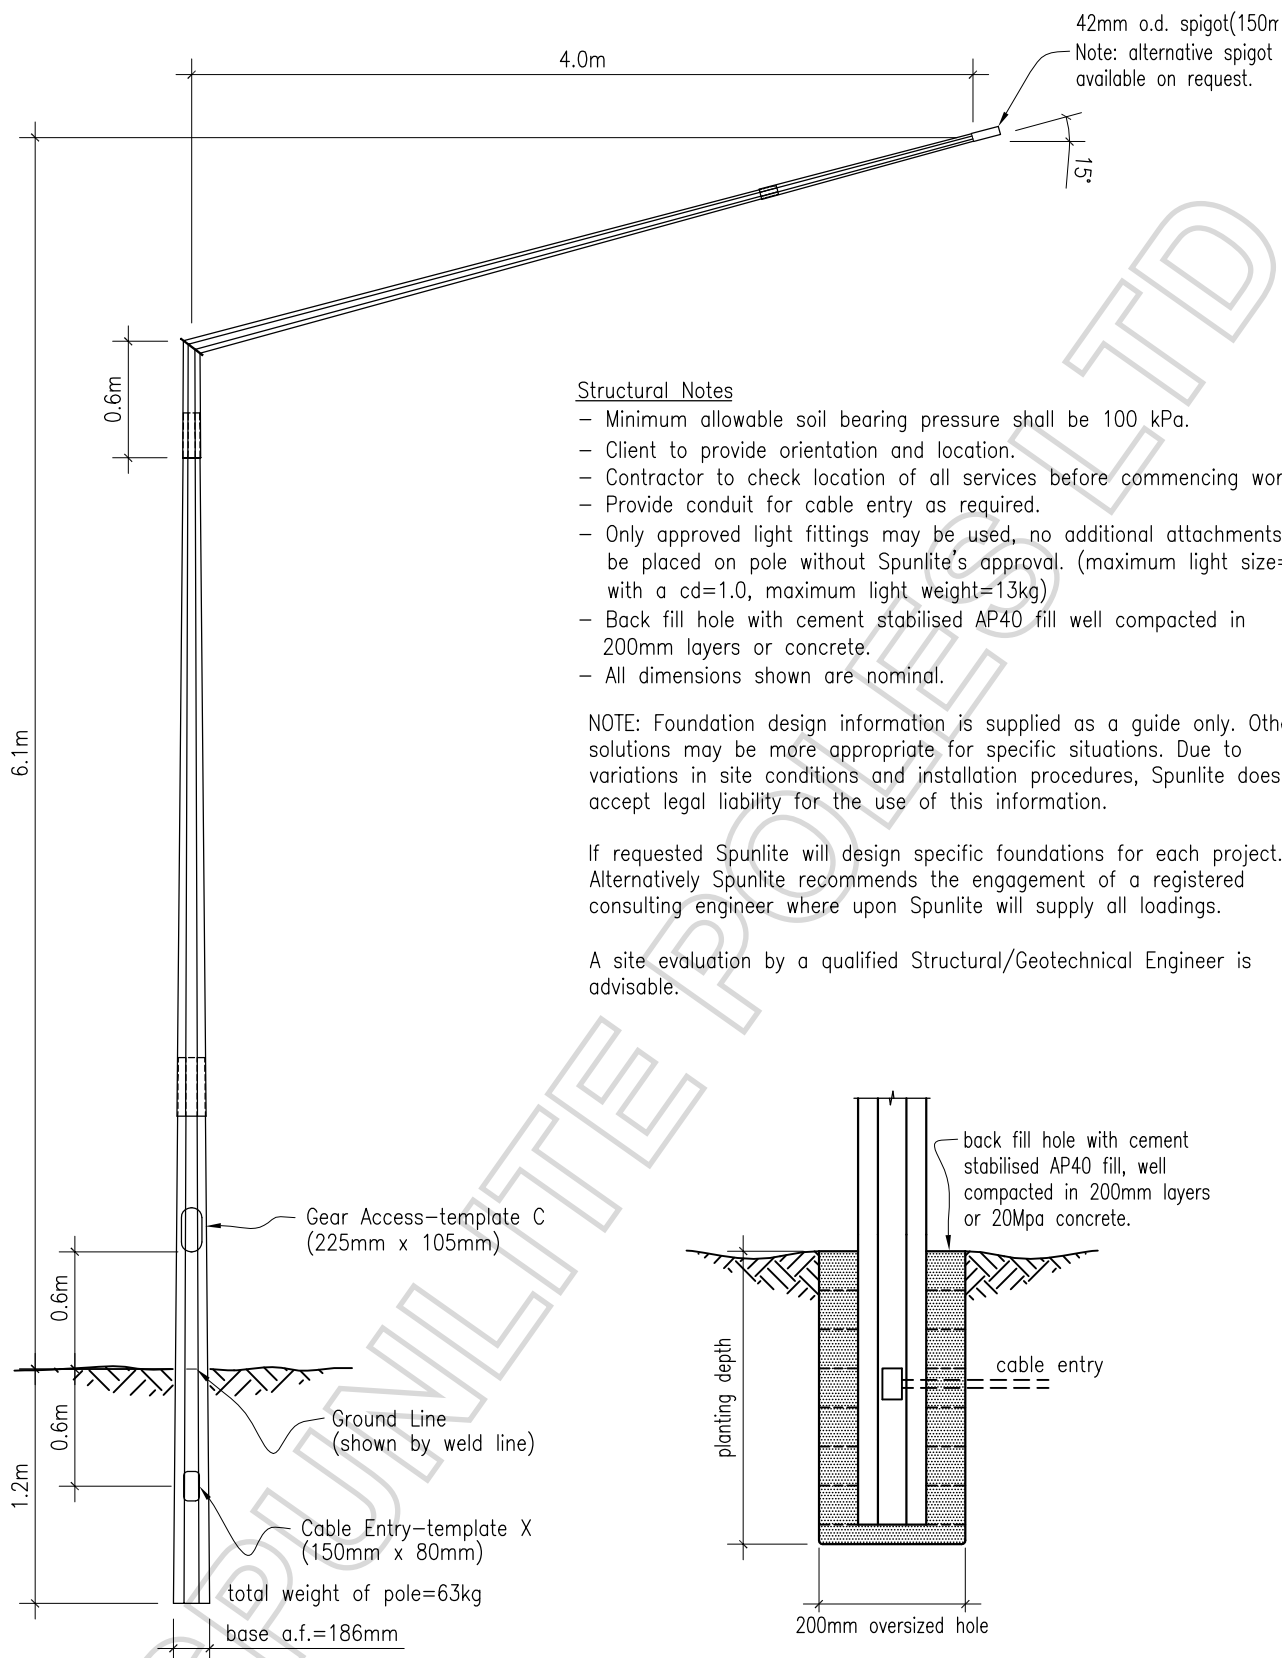 42mm o.d. spigot(150m
Note: alternative spigot
available on request.
4.0m
15°
0.6m
6.1m
Structural Notes
- Minimum allowable soil bearing pressure shall be 100 kPa.
- Client to provide orientation and location.
- Contractor to check location of all services before commencing wor
- Provide conduit for cable entry as required.
- Only approved light fittings may be used, no additional attachments
be placed on pole without Spunlite's approval. (maximum light size=
with a cd=1.0, maximum light weight=13kg)
- Back fill hole with cement stabilised AP40 fill well compacted in
200mm layers or concrete.
- All dimensions shown are nominal.
NOTE: Foundation design information is supplied as a guide only. Oth
solutions may be more appropriate for specific situations. Due to
variations in site conditions and installation procedures, Spunlite does
accept legal liability for the use of this information.
If requested Spunlite will design specific foundations for each project.
Alternatively Spunlite recommends the engagement of a registered
consulting engineer where upon Spunlite will supply all loadings.
A site evaluation by a qualified Structural/Geotechnical Engineer is
advisable.
Gear Access-template C
(225mm x 105mm)
0.6m
Ground Line
(shown by weld line)
0.6m
1.2m
Cable Entry-template X
(150mm x 80mm)
total weight of pole=63kg
base a.f.=186mm
back fill hole with cement
stabilised AP40 fill, well
compacted in 200mm layers
or 20Mpa concrete.
planting depth
cable entry
200mm oversized hole
SPUNLITE POLES LTD